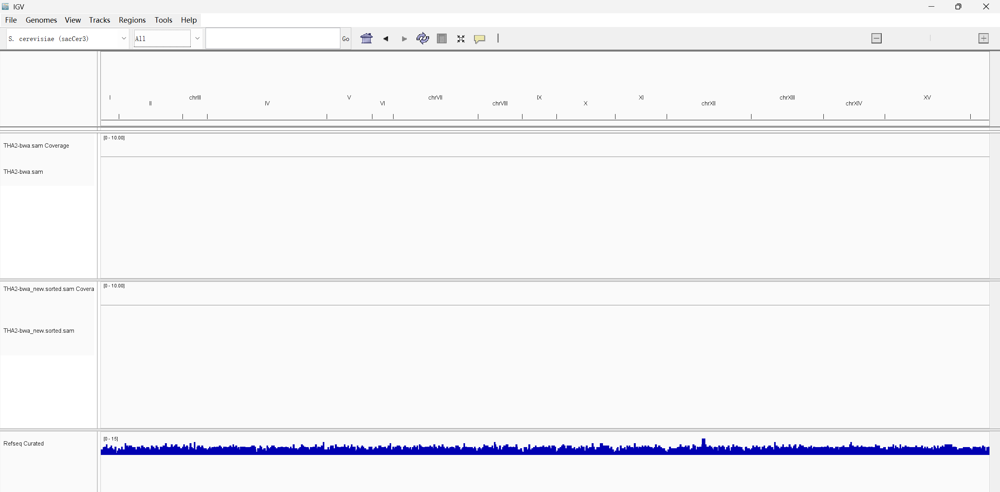 IGV
File Genomes View Tracks Regions Tools Help
S. cerevisiae (sacCer3) All Go
I chrIII V chrVII IX XI chrXIII XV
II IV VI chrVIII X chrXII chrXIV
[0 - 10.00]
THA2-bwa.sam Coverage
THA2-bwa.sam
[0 - 10.00]
THA2-bwa_new.sorted.sam Covera
THA2-bwa_new.sorted.sam
[0 - 15]
Refseq Curated